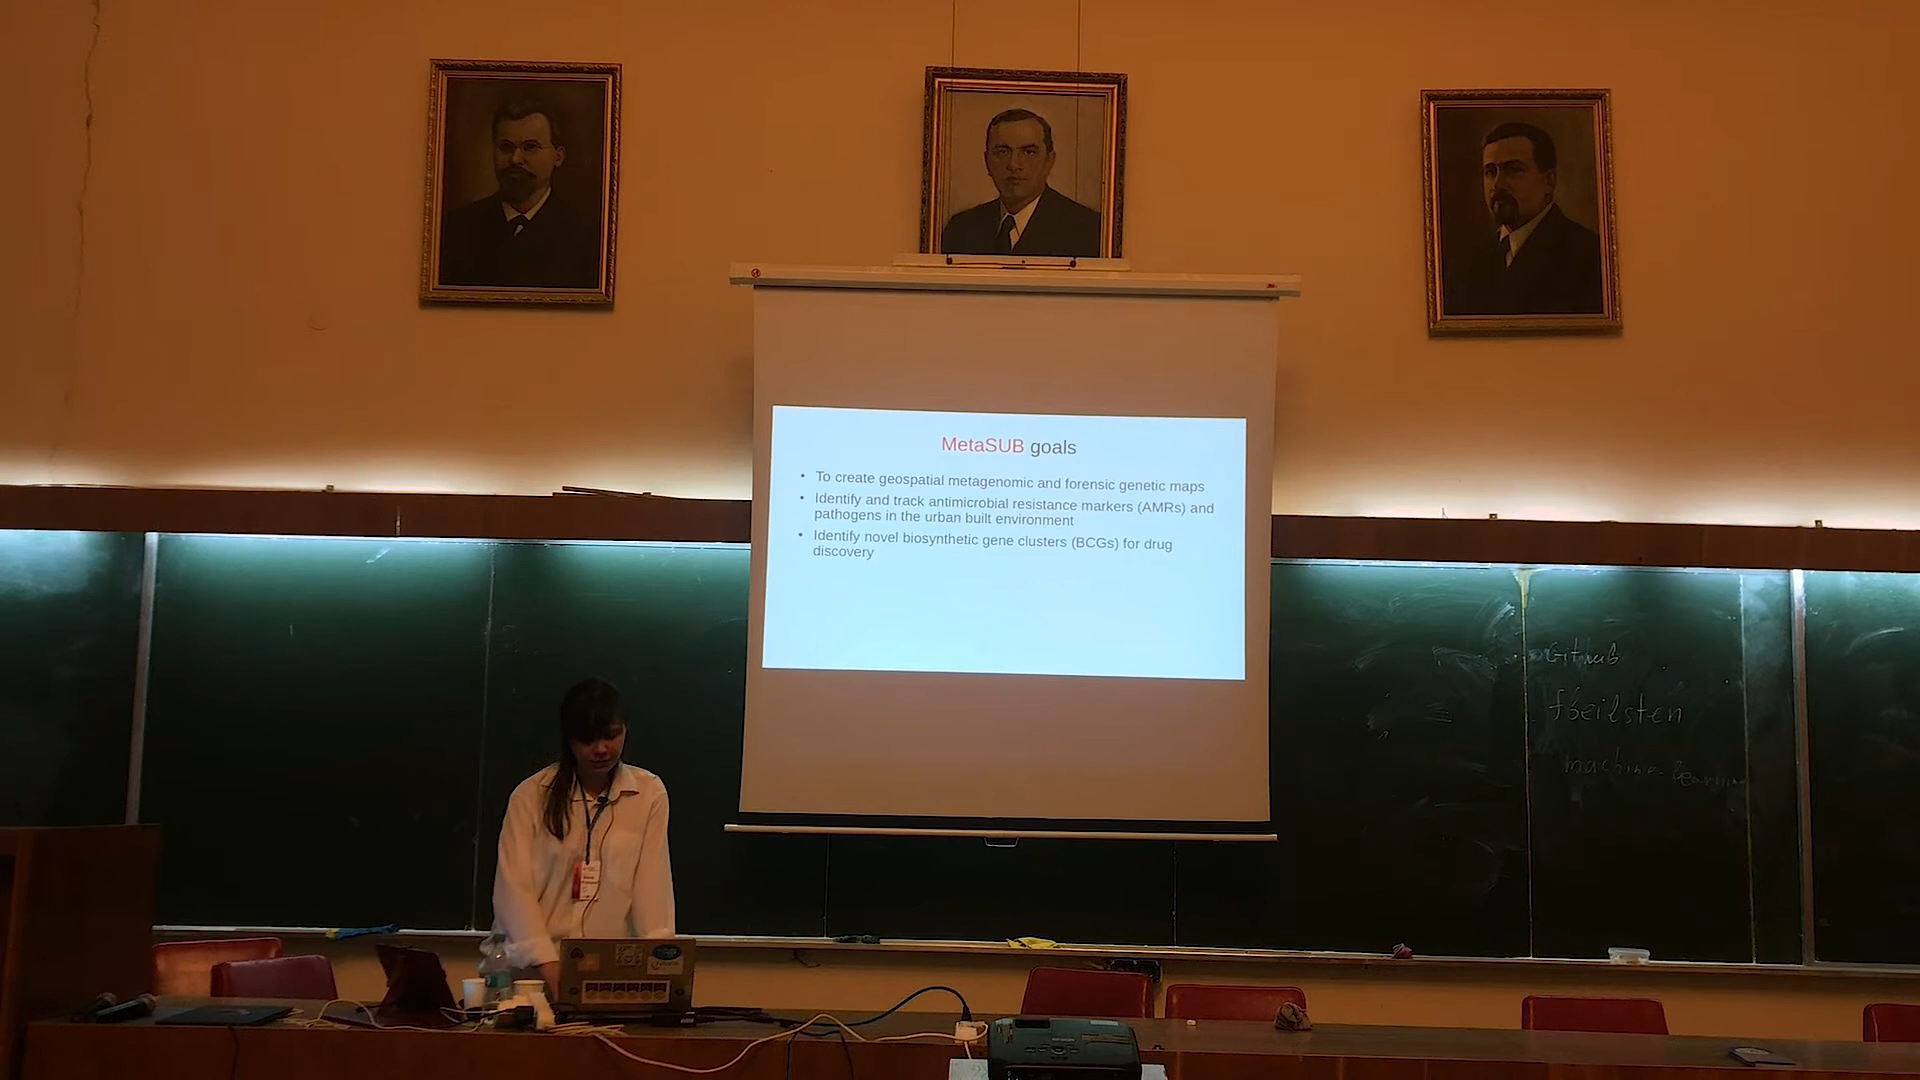 MetaSUB goals
• To create geospatial metagenomic and forensic genetic maps
• Identify and track antimicrobial resistance markers (AMRs) and
pathogens in the urban built environment
• Identify novel biosynthetic gene clusters (BCGs) for drug
discovery
GitHub
machine-learning